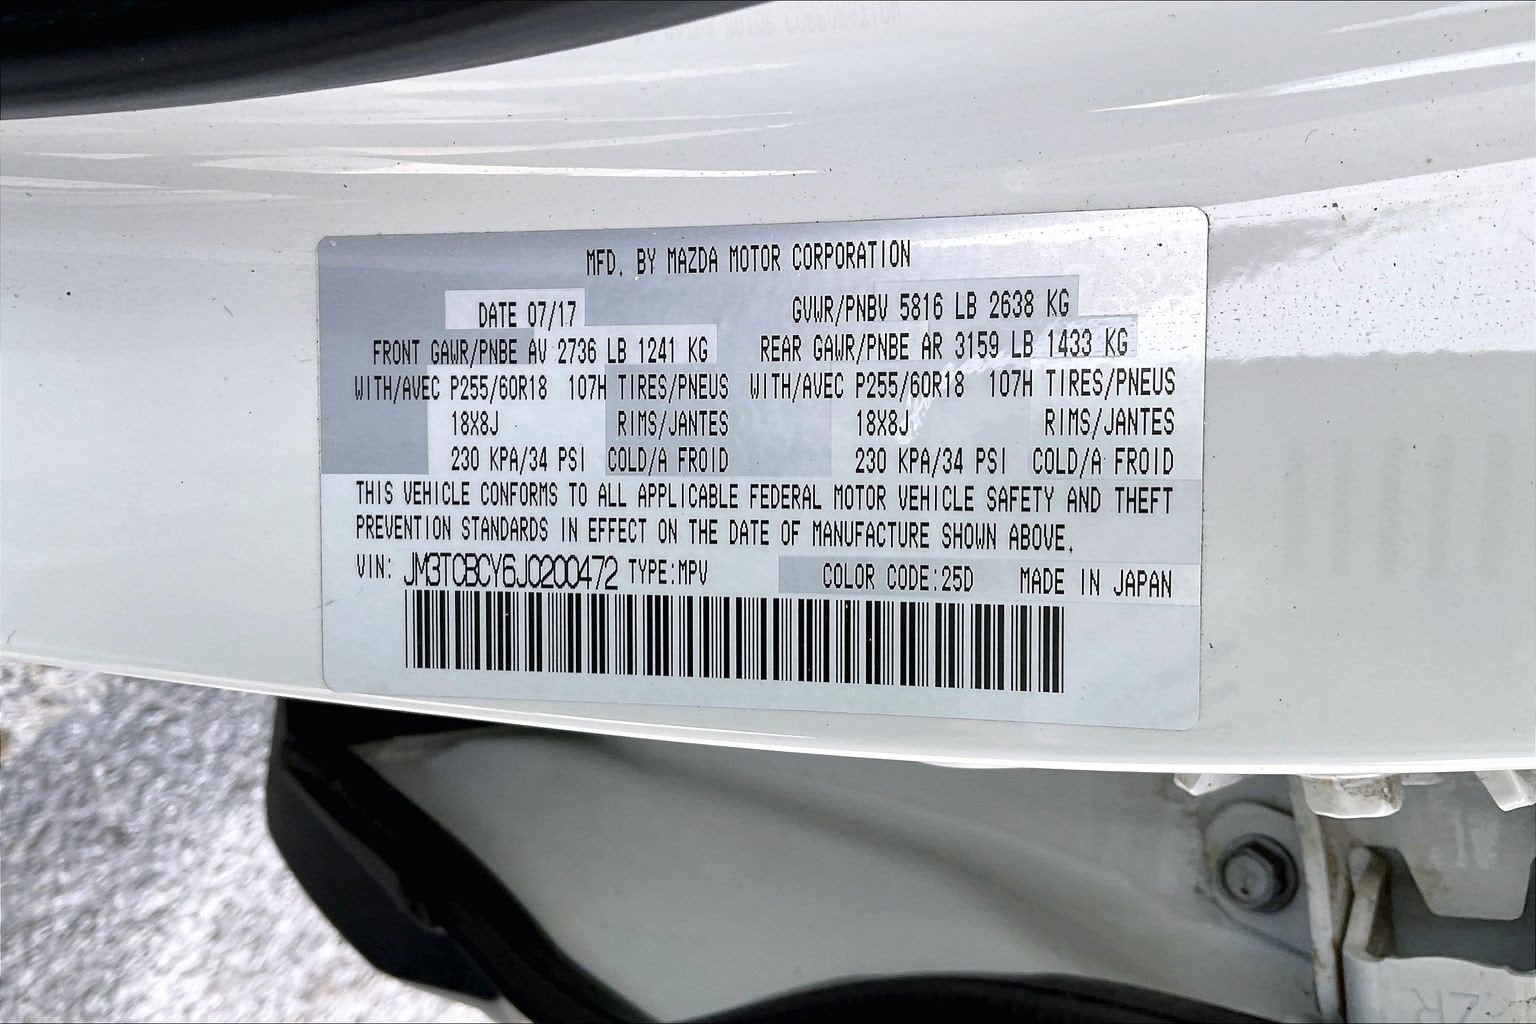 MFD. BY MAZDA MOTOR CORPORATION
DATE 07/17 GVWR/PNBV 5816 LB 2638 KG
FRONT GAWR/PNBE AV 2736 LB 1241 KG REAR GAWR/PNBE AR 3159 LB 1433 KG
WITH/AVEC P255/60R18 107H TIRES/PNEUS WITH/AVEC P255/60R18 107H TIRES/PNEUS
18X8J RIMS/JANTES 18X8J RIMS/JANTES
230 KPA/34 PSI COLD/A FROID 230 KPA/34 PSI COLD/A FROID
THIS VEHICLE CONFORMS TO ALL APPLICABLE FEDERAL MOTOR VEHICLE SAFETY AND THEFT
PREVENTION STANDARDS IN EFFECT ON THE DATE OF MANUFACTURE SHOWN ABOVE.
VIN: JM3TCBCY6J0200472 TYPE:MPV COLOR CODE:25D MADE IN JAPAN